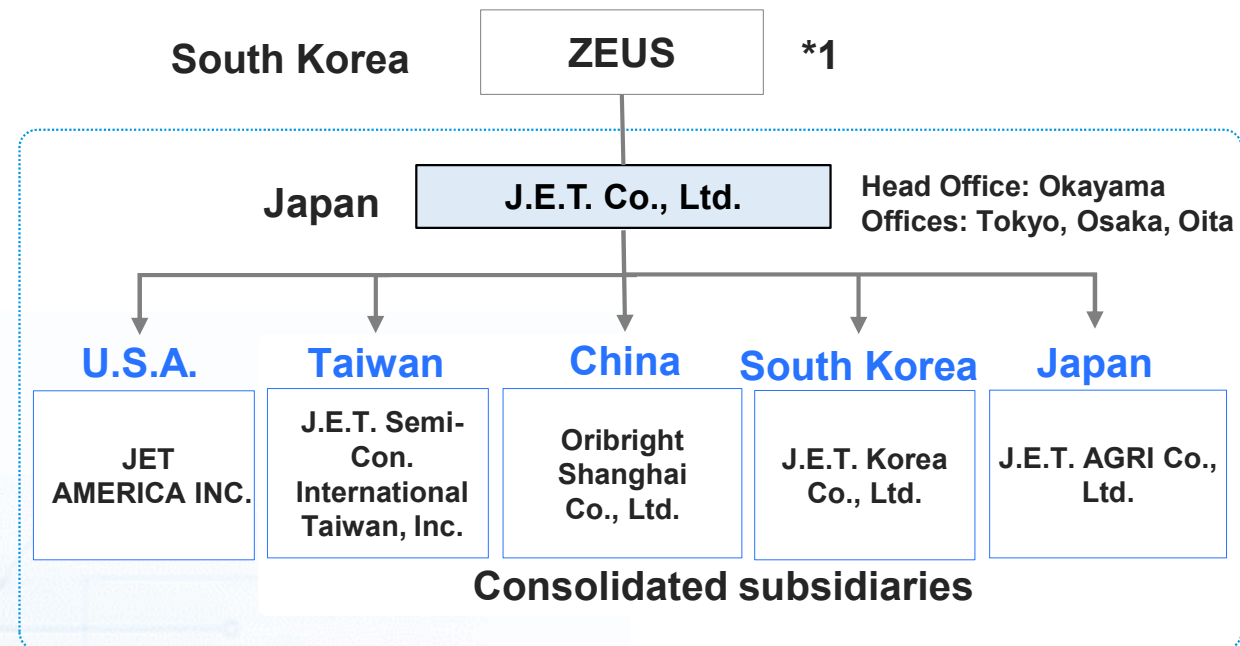 South Korea
ZEUS
*1
Japan
J.E.T. Co., Ltd.
Head Office: Okayama
Offices: Tokyo, Osaka, Oita
U.S.A.
JET
AMERICA INC.
Taiwan
J.E.T. Semi-
Con.
International
Taiwan, Inc.
China
Oribright
Shanghai
Co., Ltd.
South Korea
J.E.T. Korea
Co., Ltd.
Japan
J.E.T. AGRI Co.,
Ltd.
Consolidated subsidiaries